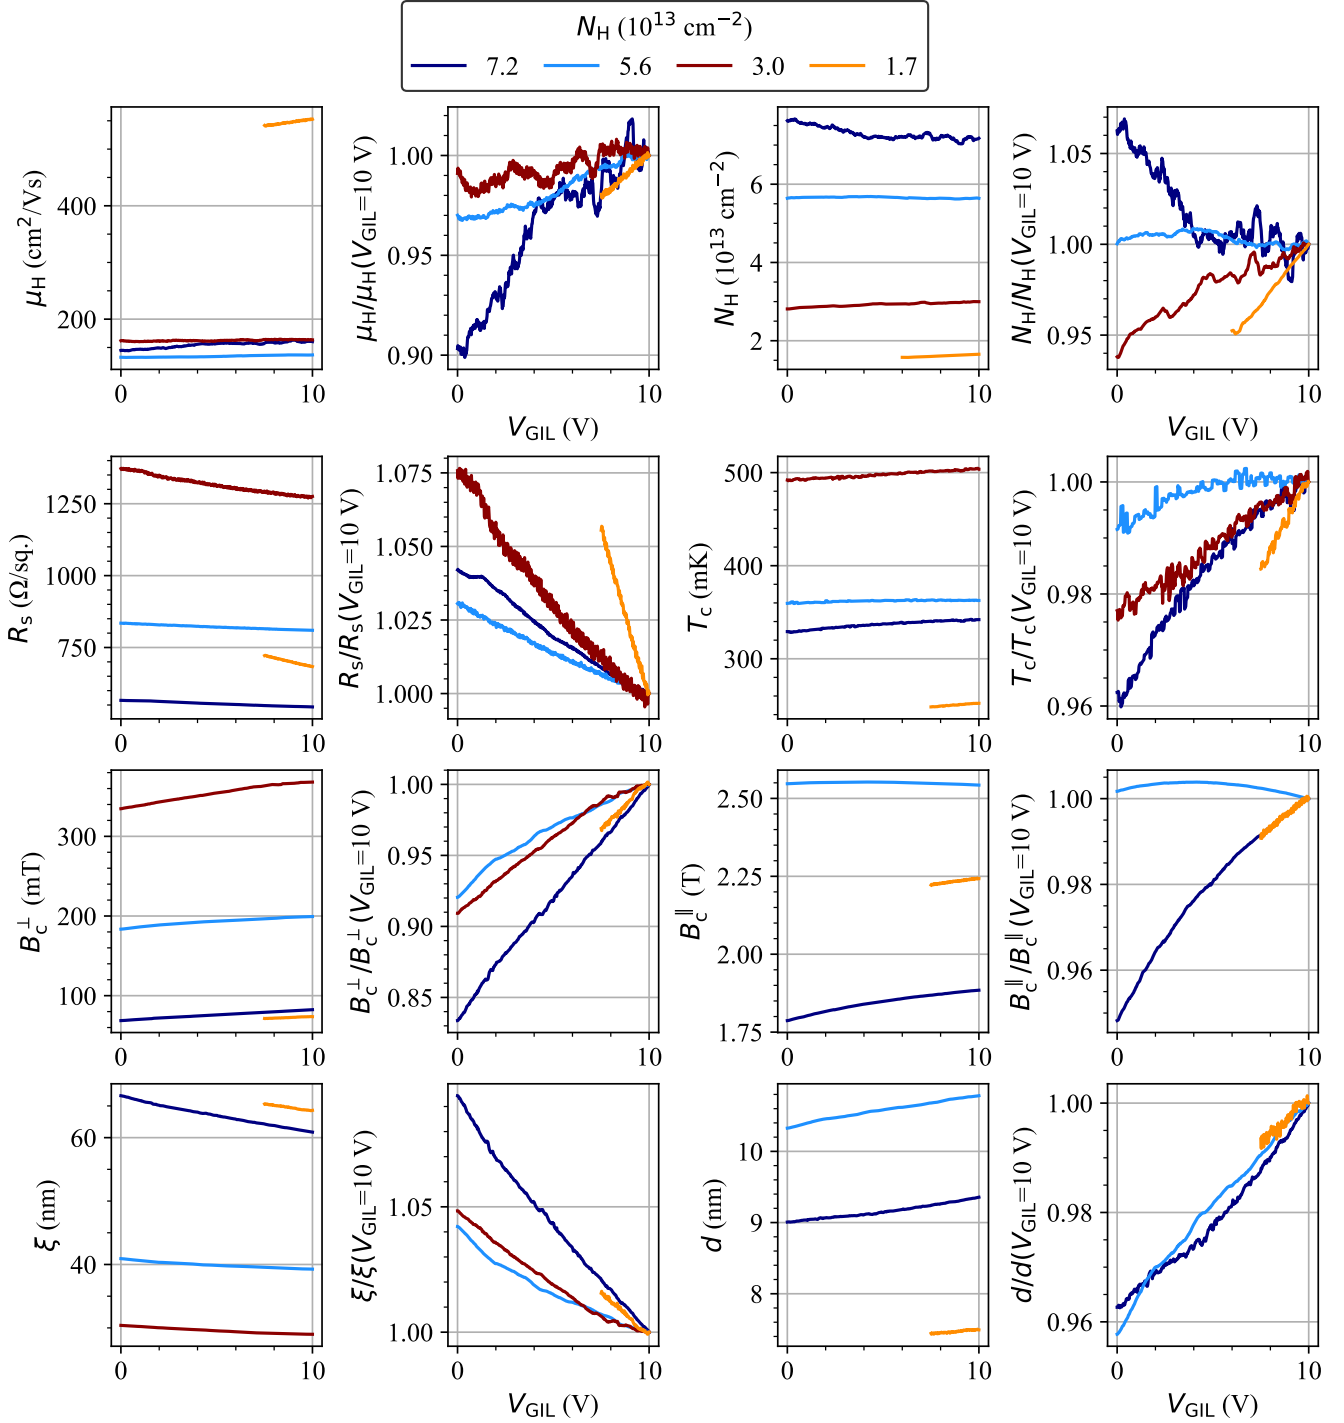 N_H (10^13 cm^−2)
7.2 5.6 3.0 1.7
μ_H (cm^2/Vs)
400
200
0 10
μ_H/μ_H(V_GIL=10 V)
1.00
0.95
0.90
0 10
V_GIL (V)
N_H (10^13 cm^−2)
6
4
2
0 10
N_H/N_H(V_GIL=10 V)
1.05
1.00
0.95
0 10
V_GIL (V)
R_s (Ω/sq.)
1250
1000
750
0 10
R_s/R_s(V_GIL=10 V)
1.075
1.050
1.025
1.000
0 10
T_c (mK)
500
400
300
0 10
T_c/T_c(V_GIL=10 V)
1.00
0.98
0.96
0 10
B_c^⊥ (mT)
300
200
100
0 10
B_c^⊥/B_c^⊥(V_GIL=10 V)
1.00
0.95
0.90
0.85
0 10
B_c^∥ (T)
2.50
2.25
2.00
1.75
0 10
B_c^∥/B_c^∥(V_GIL=10 V)
1.00
0.98
0.96
0 10
ξ (nm)
60
40
0 10
ξ/ξ(V_GIL=10 V)
1.05
1.00
0 10
V_GIL (V)
d (nm)
10
9
8
0 10
d/d(V_GIL=10 V)
1.00
0.98
0.96
0 10
V_GIL (V)